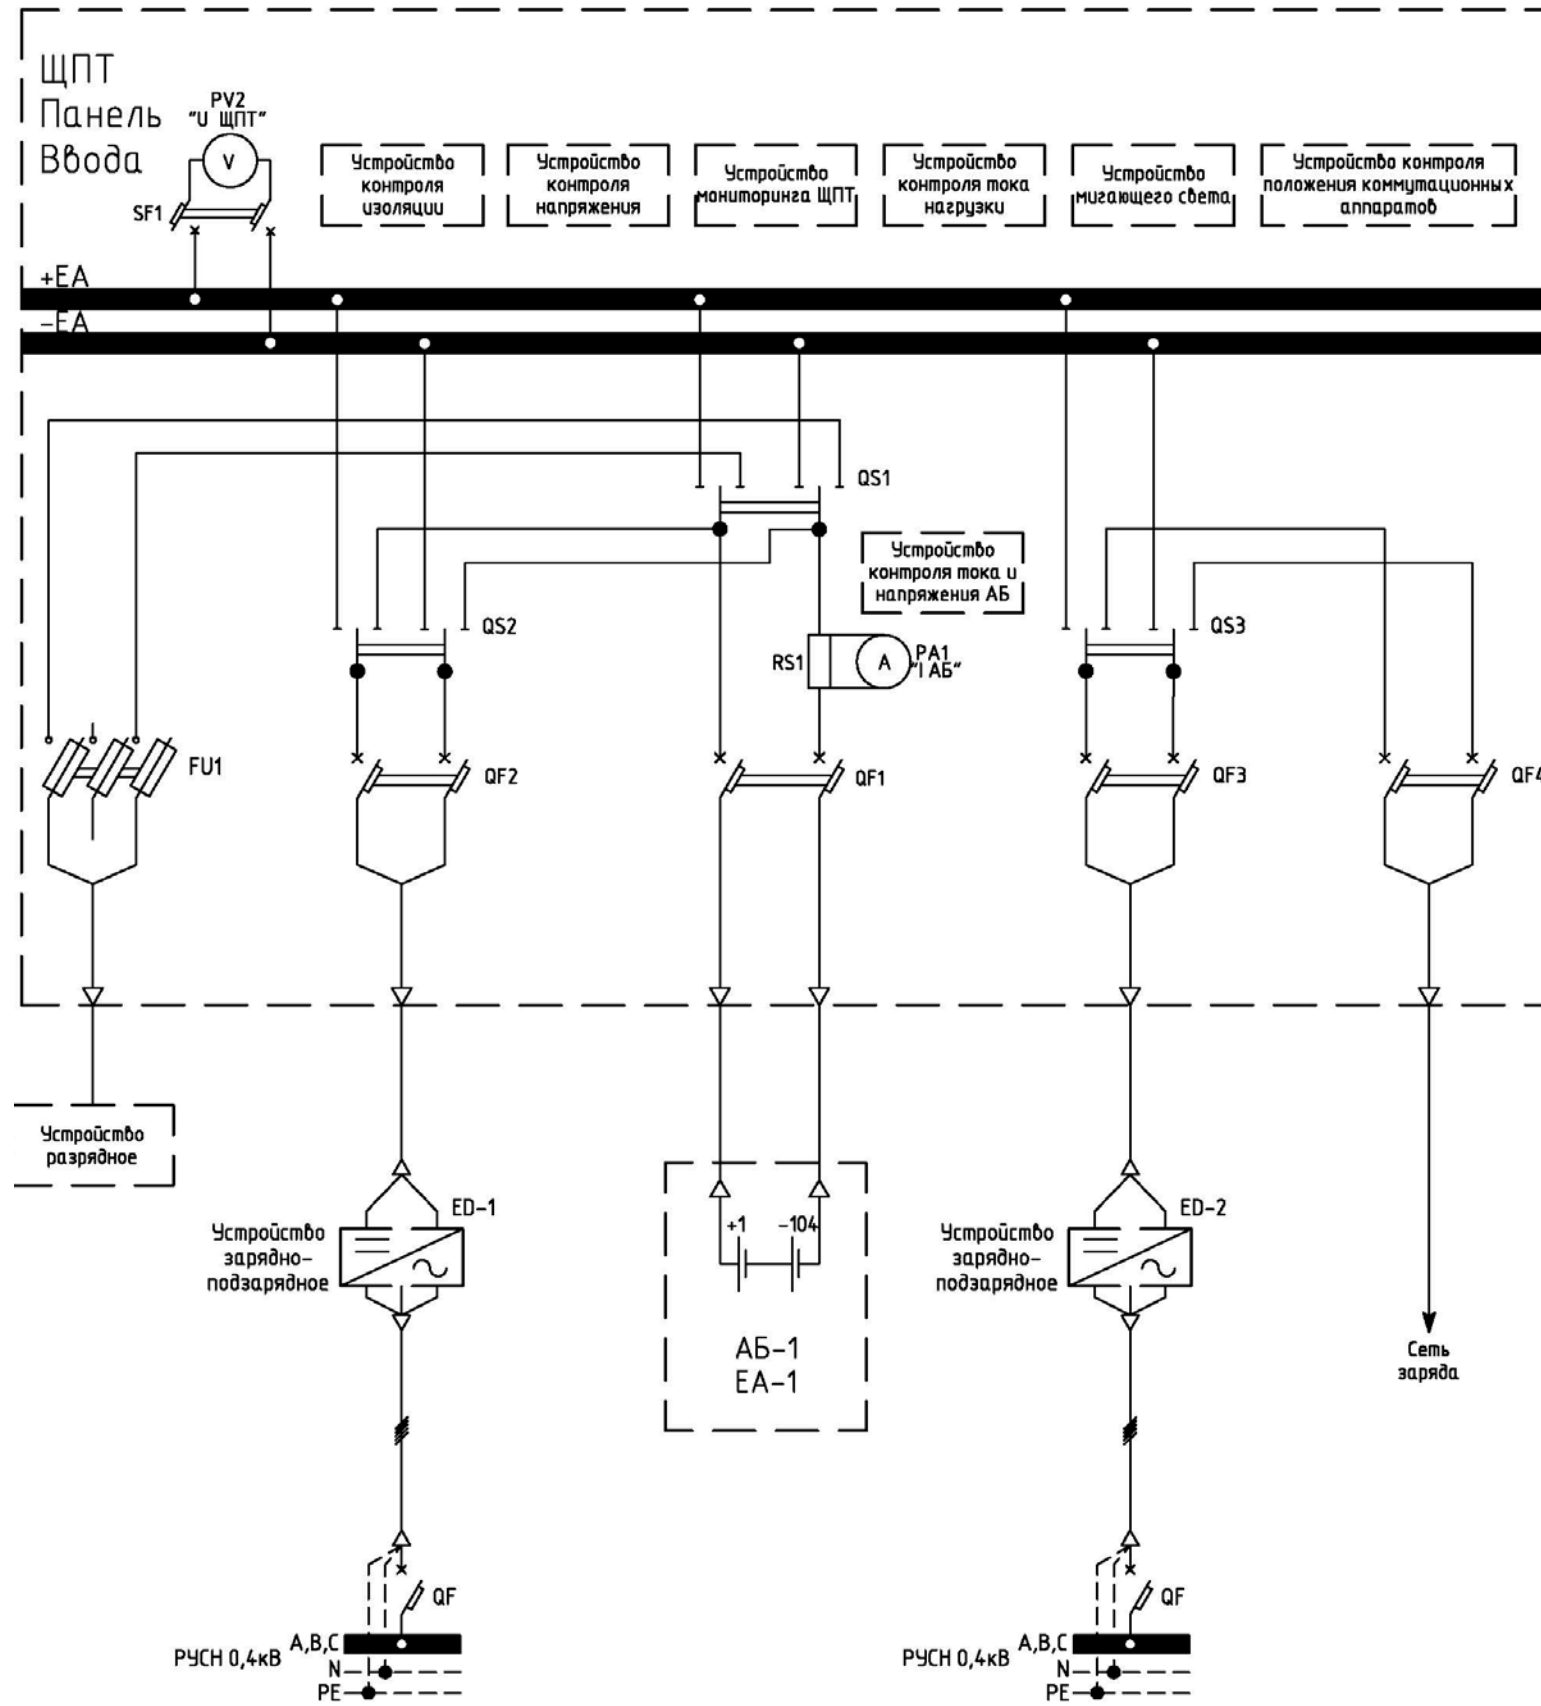 ЩПТ
Панель
Ввода
PV2
"U ЩПТ"
V
SF1
Устройство
контроля
изоляции
Устройство
контроля
напряжения
Устройство
мониторинга ЩПТ
Устройство
контроля тока
нагрузки
Устройство
мигающего света
Устройство контроля
положения коммутационных
аппаратов
+EA
-EA
QS1
Устройство
контроля тока и
напряжения АБ
QS2
QS3
RS1
A
PA1
"I АБ"
FU1
QF2
QF1
QF3
QF4
Устройство
разрядное
ED-1
Устройство
зарядно-
подзарядное
+1
-104
АБ-1
EA-1
ED-2
Устройство
зарядно-
подзарядное
Сеть
заряда
QF
A,B,C
РУСН 0,4кВ
N
PE
QF
A,B,C
РУСН 0,4кВ
N
PE